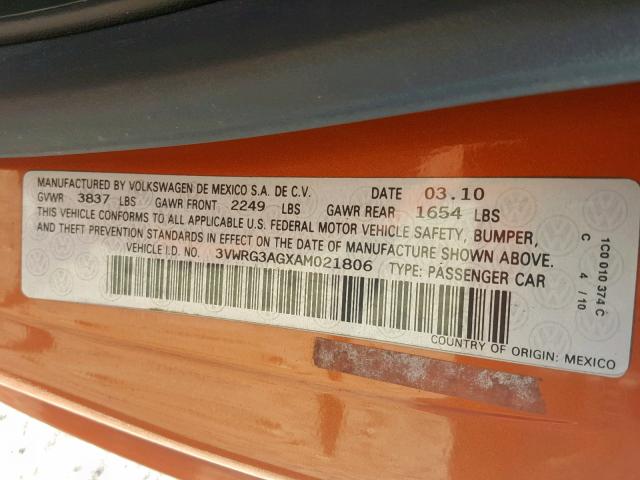 MANUFACTURED BY VOLKSWAGEN DE MEXICO S.A. DE C.V. DATE 03.10
GVWR 3837 LBS GAWR FRONT 2249 LBS GAWR REAR 1654 LBS
THIS VEHICLE CONFORMS TO ALL APPLICABLE U.S. FEDERAL MOTOR VEHICLE SAFETY, BUMPER,
AND THEFT PREVENTION STANDARDS IN EFFECT ON THE DATE OF MANUFACTURE SHOWN ABOVE.
VEHICLE I.D. NO. 3VWRG3AGXAM021806 TYPE: PASSENGER CAR
COUNTRY OF ORIGIN: MEXICO
1C0 010 374 C
C 4 / 10